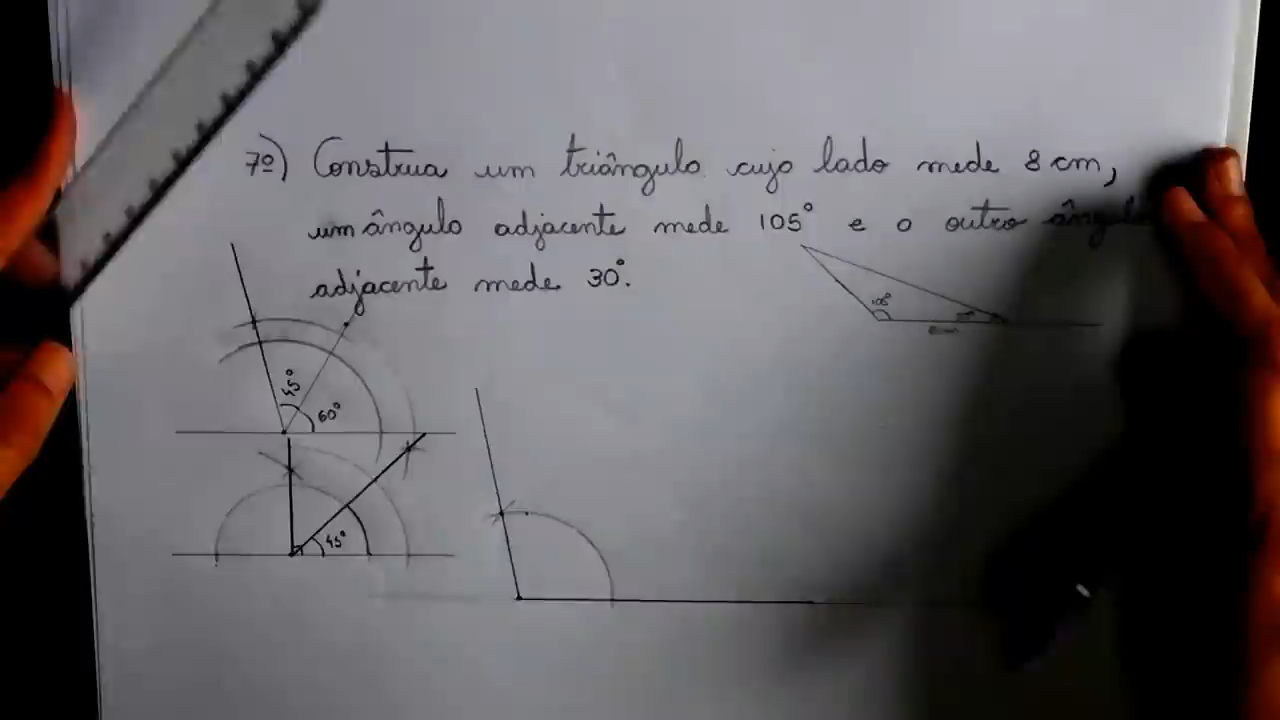 7º) Construa um triângulo cujo lado mede 8 cm,
um ângulo adjacente mede 105° e o outro ângulo
adjacente mede 30°.
105°
8cm
45°
60°
45°